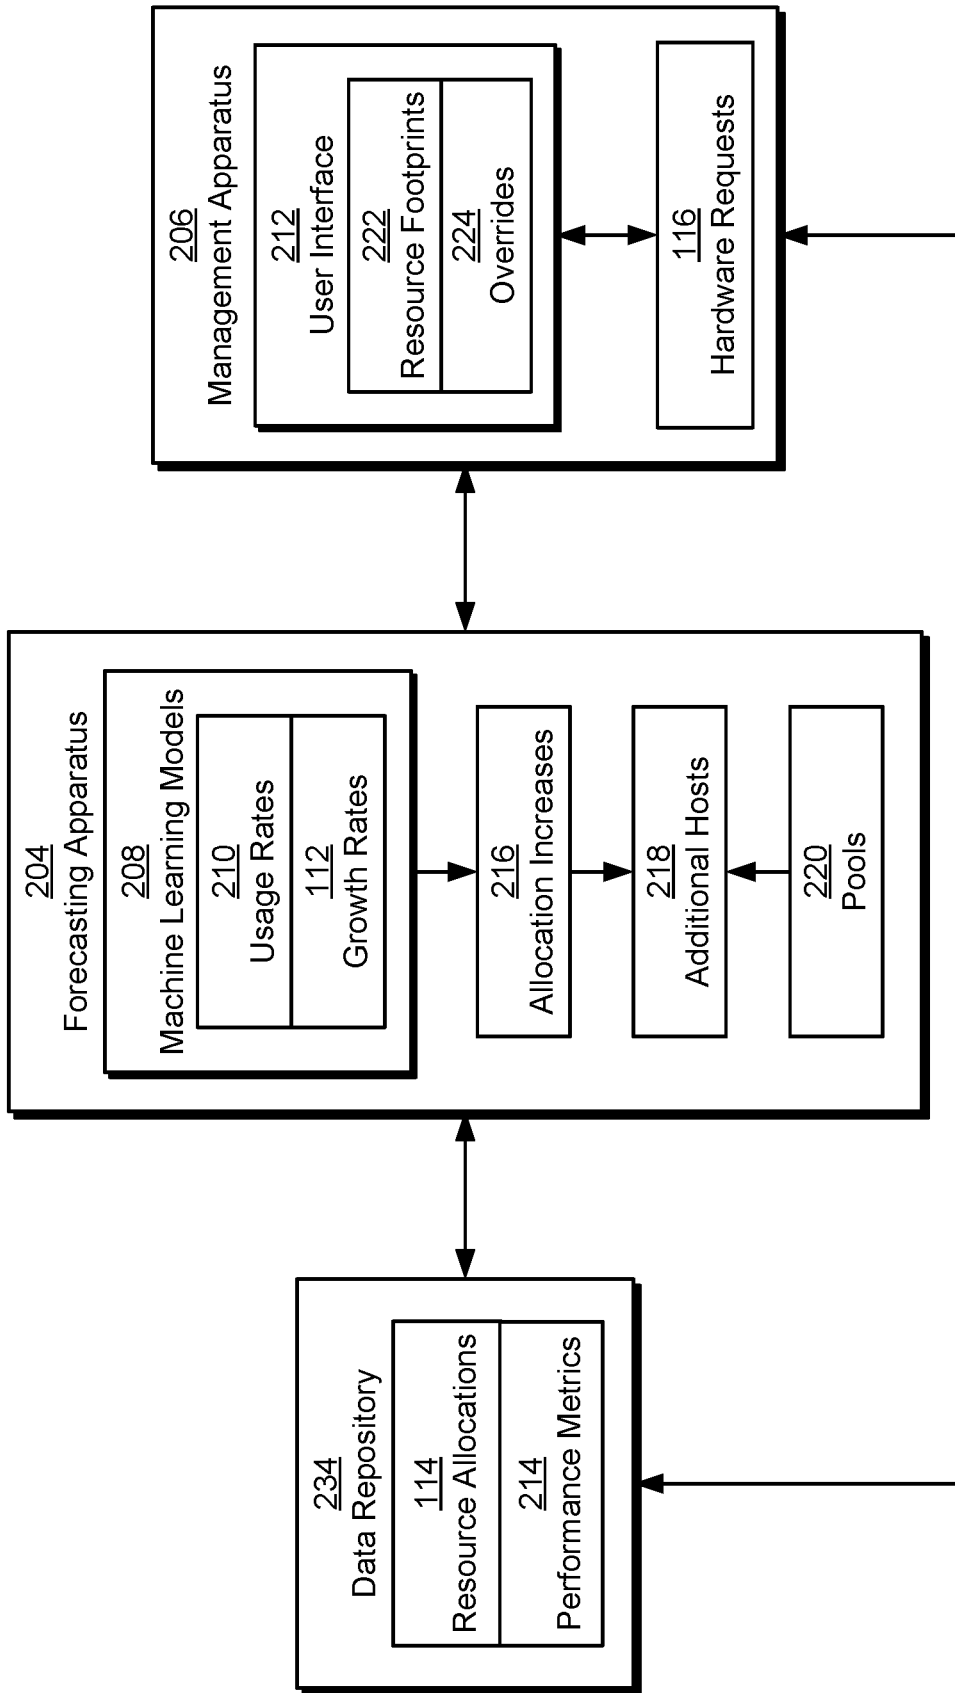 234
Data Repository
114
Resource Allocations
214
Performance Metrics
204
Forecasting Apparatus
208
Machine Learning Models
210
Usage Rates
112
Growth Rates
216
Allocation Increases
218
Additional Hosts
220
Pools
206
Management Apparatus
212
User Interface
222
Resource Footprints
224
Overrides
116
Hardware Requests